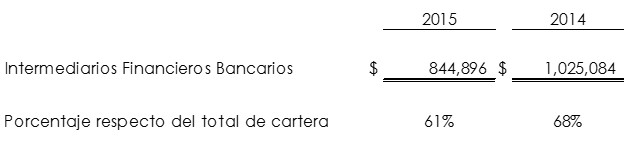 2015 2014
Intermediarios Financieros Bancarios $ 844,896 $ 1,025,084
Porcentaje respecto del total de cartera 61% 68%